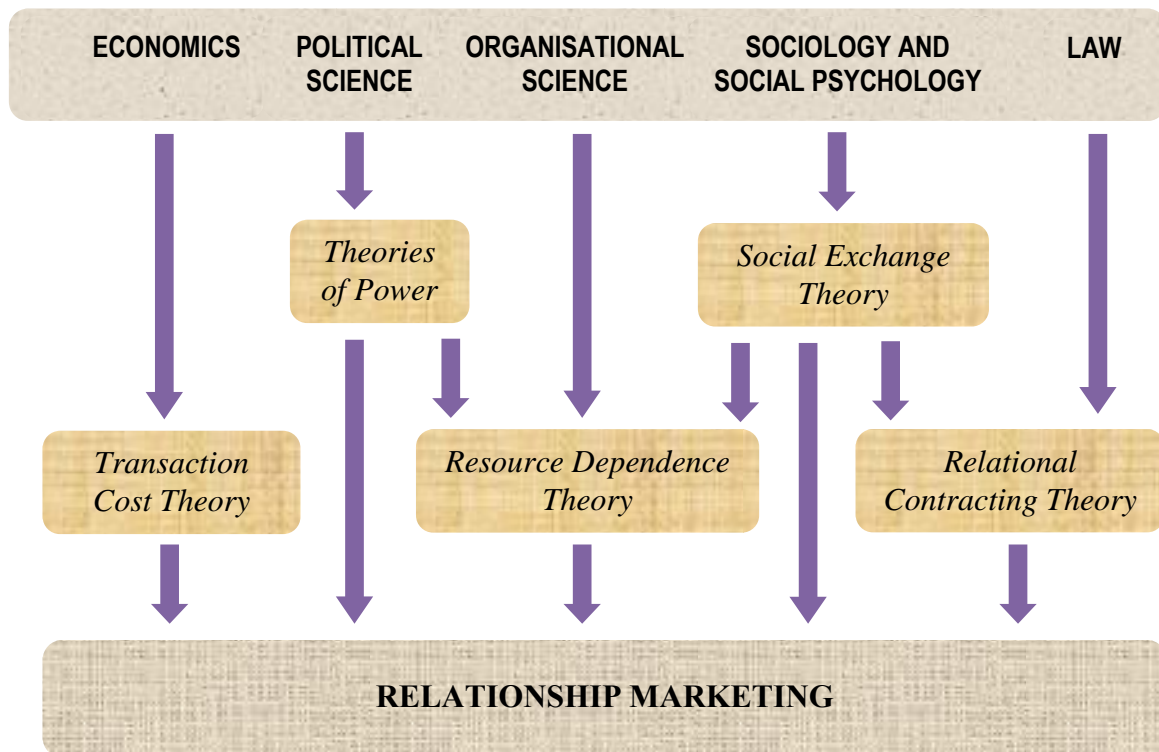 ECONOMICS
POLITICAL
SCIENCE
ORGANISATIONAL
SCIENCE
SOCIOLOGY AND
SOCIAL PSYCHOLOGY
LAW
Theories
of Power
Social Exchange
Theory
Transaction
Cost Theory
Resource Dependence
Theory
Relational
Contracting Theory
RELATIONSHIP MARKETING